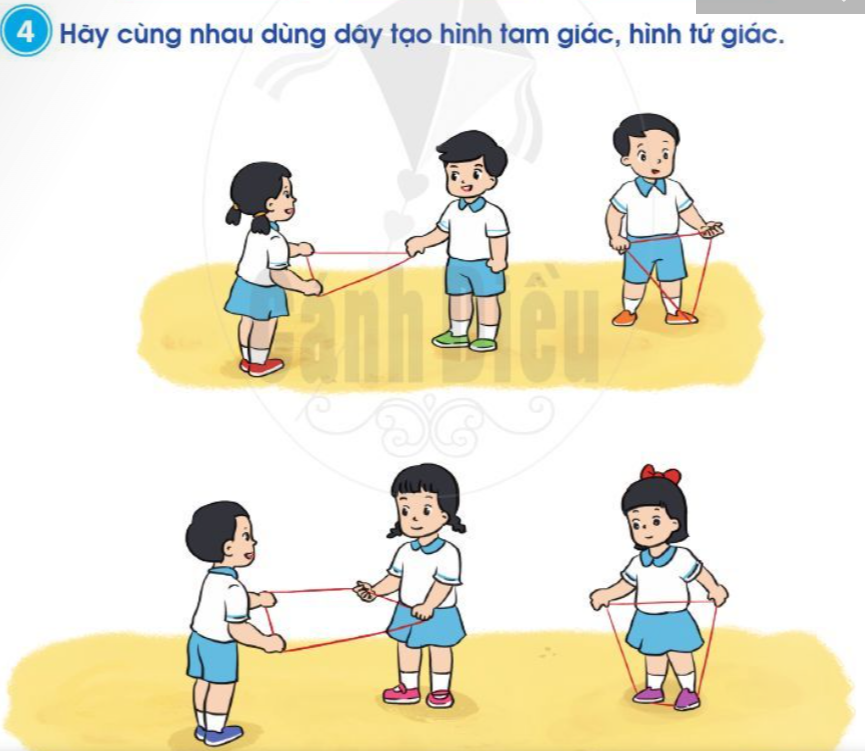 4 Hãy cùng nhau dùng dây tạo hình tam giác, hình tứ giác.
Cánh Diều